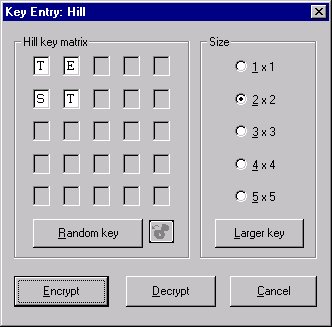 Key Entry: Hill
Hill key matrix
Size
T E
1 x 1
S T
2 x 2
3 x 3
4 x 4
5 x 5
Random key
Larger key
Encrypt
Decrypt
Cancel